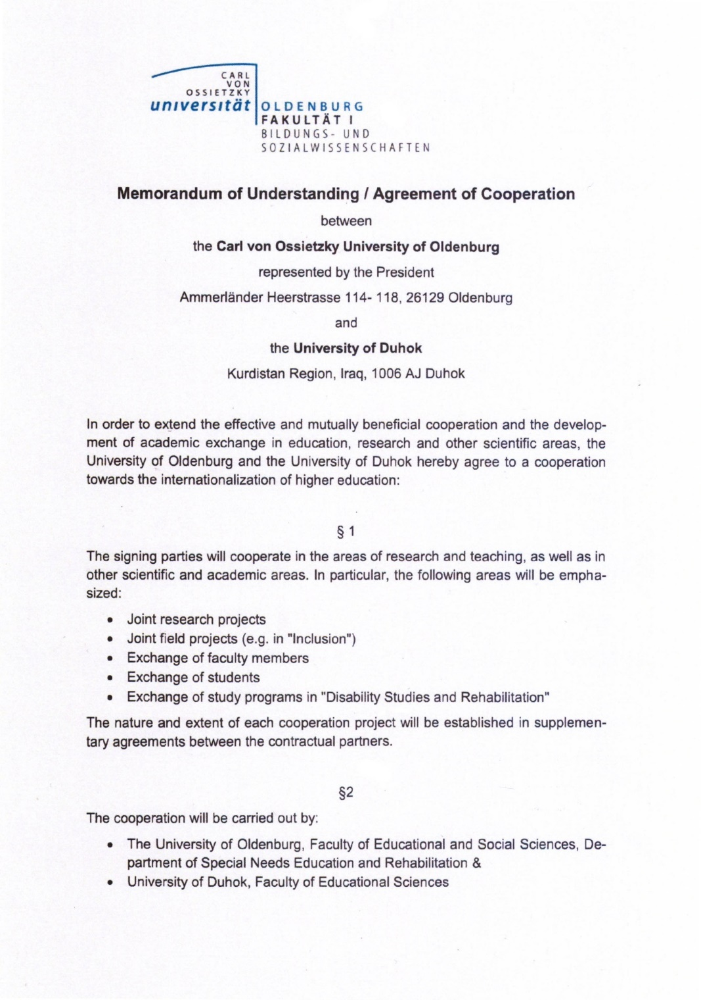 CARL
VON
OSSIETZKY
universität OLDENBURG
FAKULTÄT I
BILDUNGS- UND
SOZIALWISSENSCHAFTEN
Memorandum of Understanding / Agreement of Cooperation
between
the Carl von Ossietzky University of Oldenburg
represented by the President
Ammerländer Heerstrasse 114- 118, 26129 Oldenburg
and
the University of Duhok
Kurdistan Region, Iraq, 1006 AJ Duhok
In order to extend the effective and mutually beneficial cooperation and the develop-
ment of academic exchange in education, research and other scientific areas, the
University of Oldenburg and the University of Duhok hereby agree to a cooperation
towards the internationalization of higher education:
§ 1
The signing parties will cooperate in the areas of research and teaching, as well as in
other scientific and academic areas. In particular, the following areas will be empha-
sized:
• Joint research projects
• Joint field projects (e.g. in "Inclusion")
• Exchange of faculty members
• Exchange of students
• Exchange of study programs in "Disability Studies and Rehabilitation"
The nature and extent of each cooperation project will be established in supplemen-
tary agreements between the contractual partners.
§2
The cooperation will be carried out by:
• The University of Oldenburg, Faculty of Educational and Social Sciences, De-
partment of Special Needs Education and Rehabilitation &
• University of Duhok, Faculty of Educational Sciences